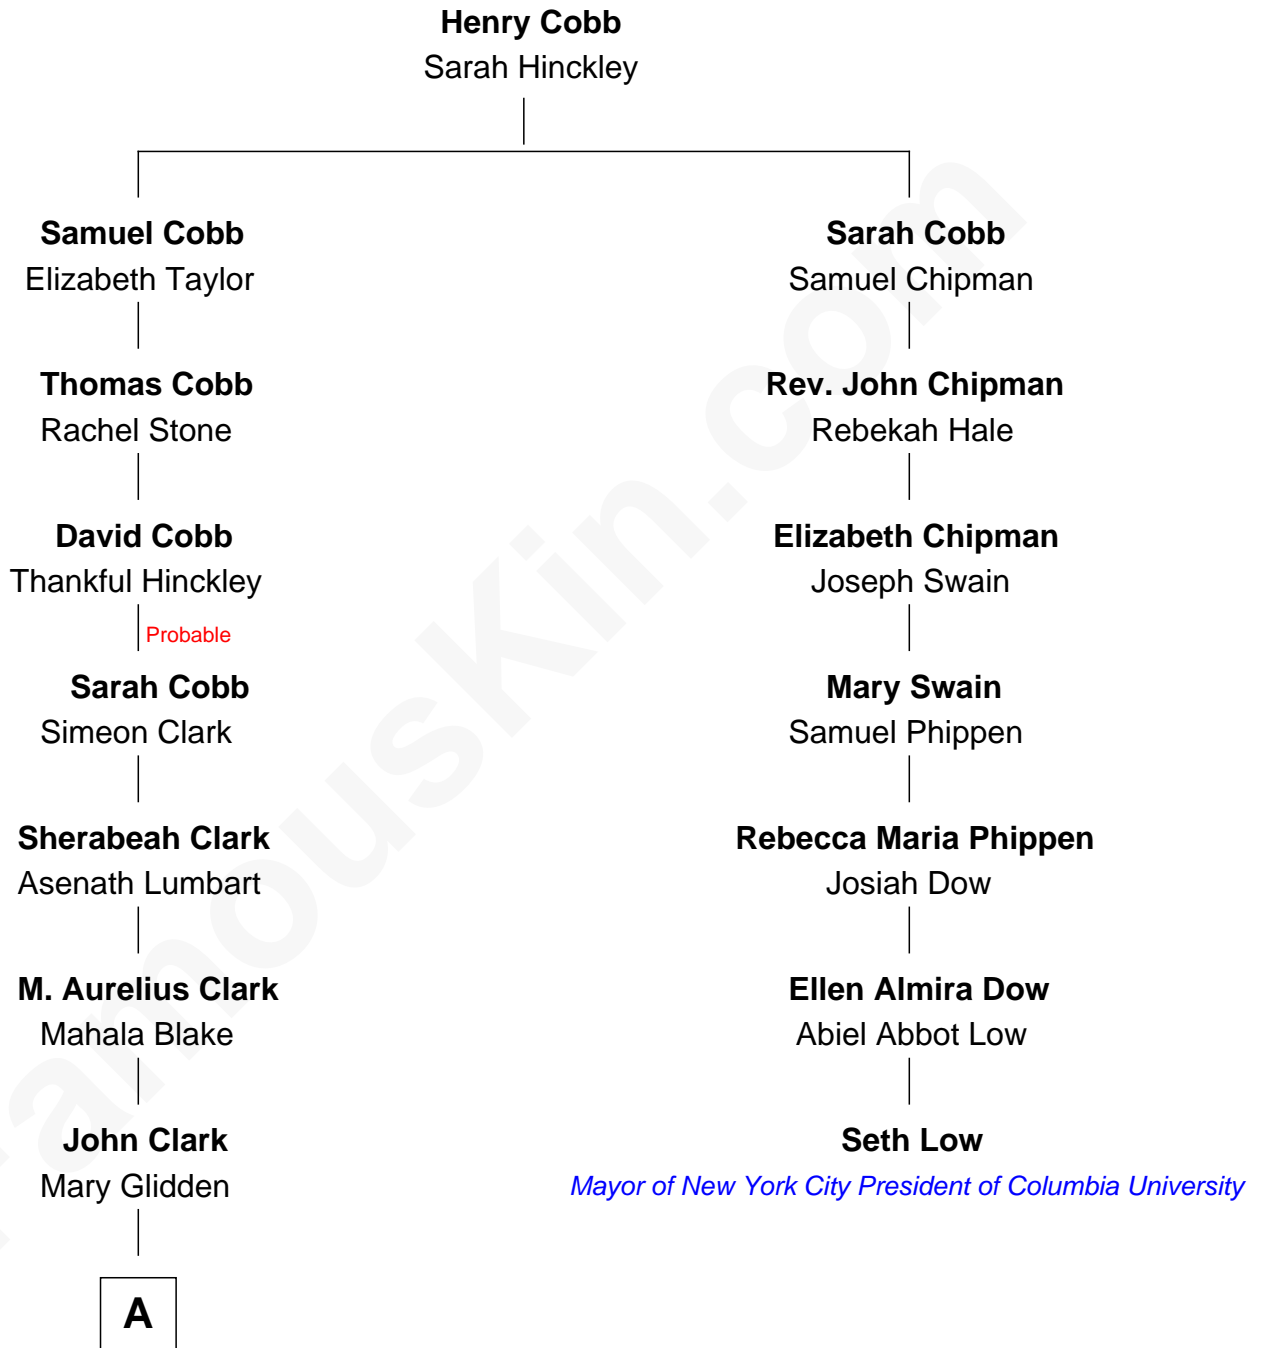 Henry Cobb
Sarah Hinckley
Samuel Cobb
Elizabeth Taylor
Sarah Cobb
Samuel Chipman
Thomas Cobb
Rachel Stone
Rev. John Chipman
Rebekah Hale
David Cobb
Thankful Hinckley
Elizabeth Chipman
Joseph Swain
Probable
Sarah Cobb
Simeon Clark
Mary Swain
Samuel Phippen
Sherabeah Clark
Asenath Lumbart
Rebecca Maria Phippen
Josiah Dow
M. Aurelius Clark
Mahala Blake
Ellen Almira Dow
Abiel Abbot Low
John Clark
Mary Glidden
Seth Low
Mayor of New York City President of Columbia University
A
FamousKin.com